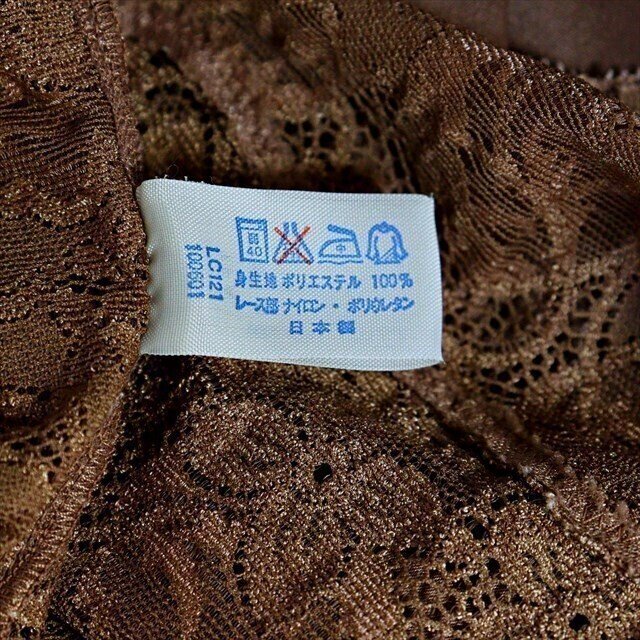 身生地 ポリエステル 100%
レース部 ナイロン・ポリウレタン
日本製
LC121